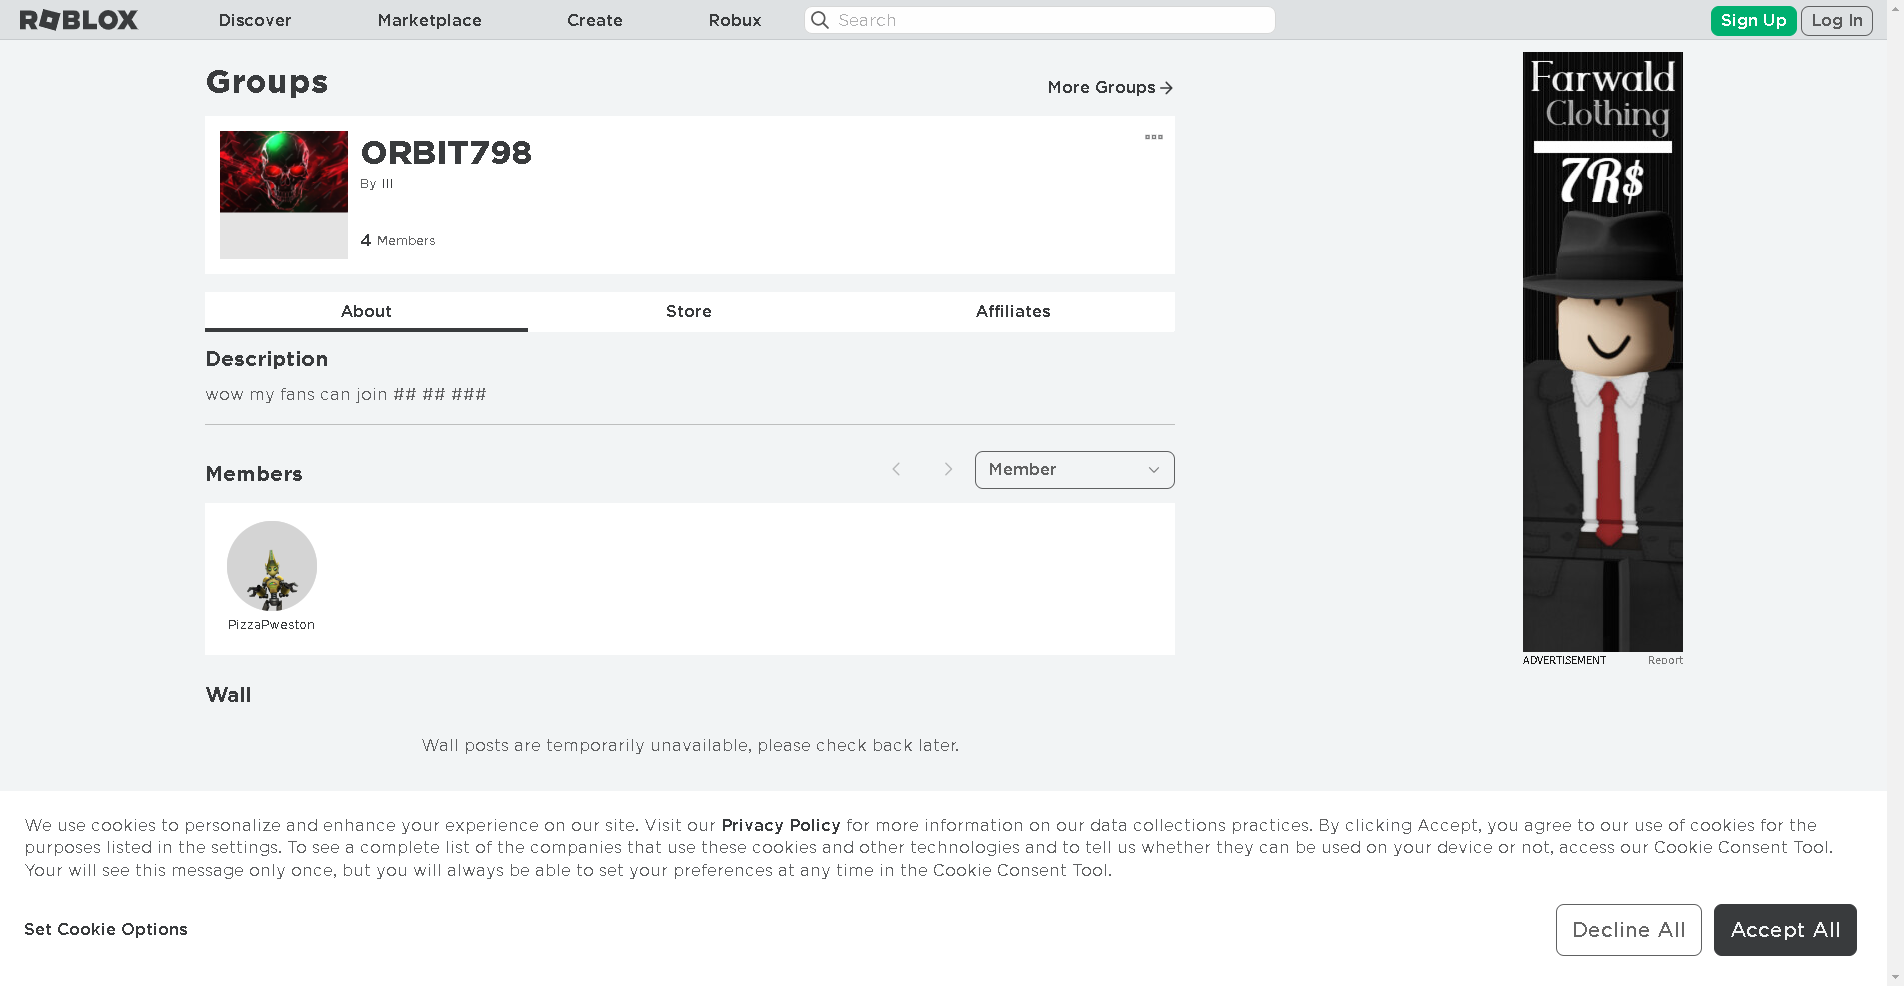 ROBLOX Discover Marketplace Create Robux Search Sign Up Log In
Groups
More Groups
ORBIT798
By III
4 Members
About Store Affiliates
Description
wow my fans can join ## ## ###
Members
Member
PizzaPweston
Wall
Wall posts are temporarily unavailable, please check back later.
Farwald
Clothing
7R$
ADVERTISEMENT Report
We use cookies to personalize and enhance your experience on our site. Visit our Privacy Policy for more information on our data collections practices. By clicking Accept, you agree to our use of cookies for the
purposes listed in the settings. To see a complete list of the companies that use these cookies and other technologies and to tell us whether they can be used on your device or not, access our Cookie Consent Tool.
Your will see this message only once, but you will always be able to set your preferences at any time in the Cookie Consent Tool.
Set Cookie Options
Decline All
Accept All